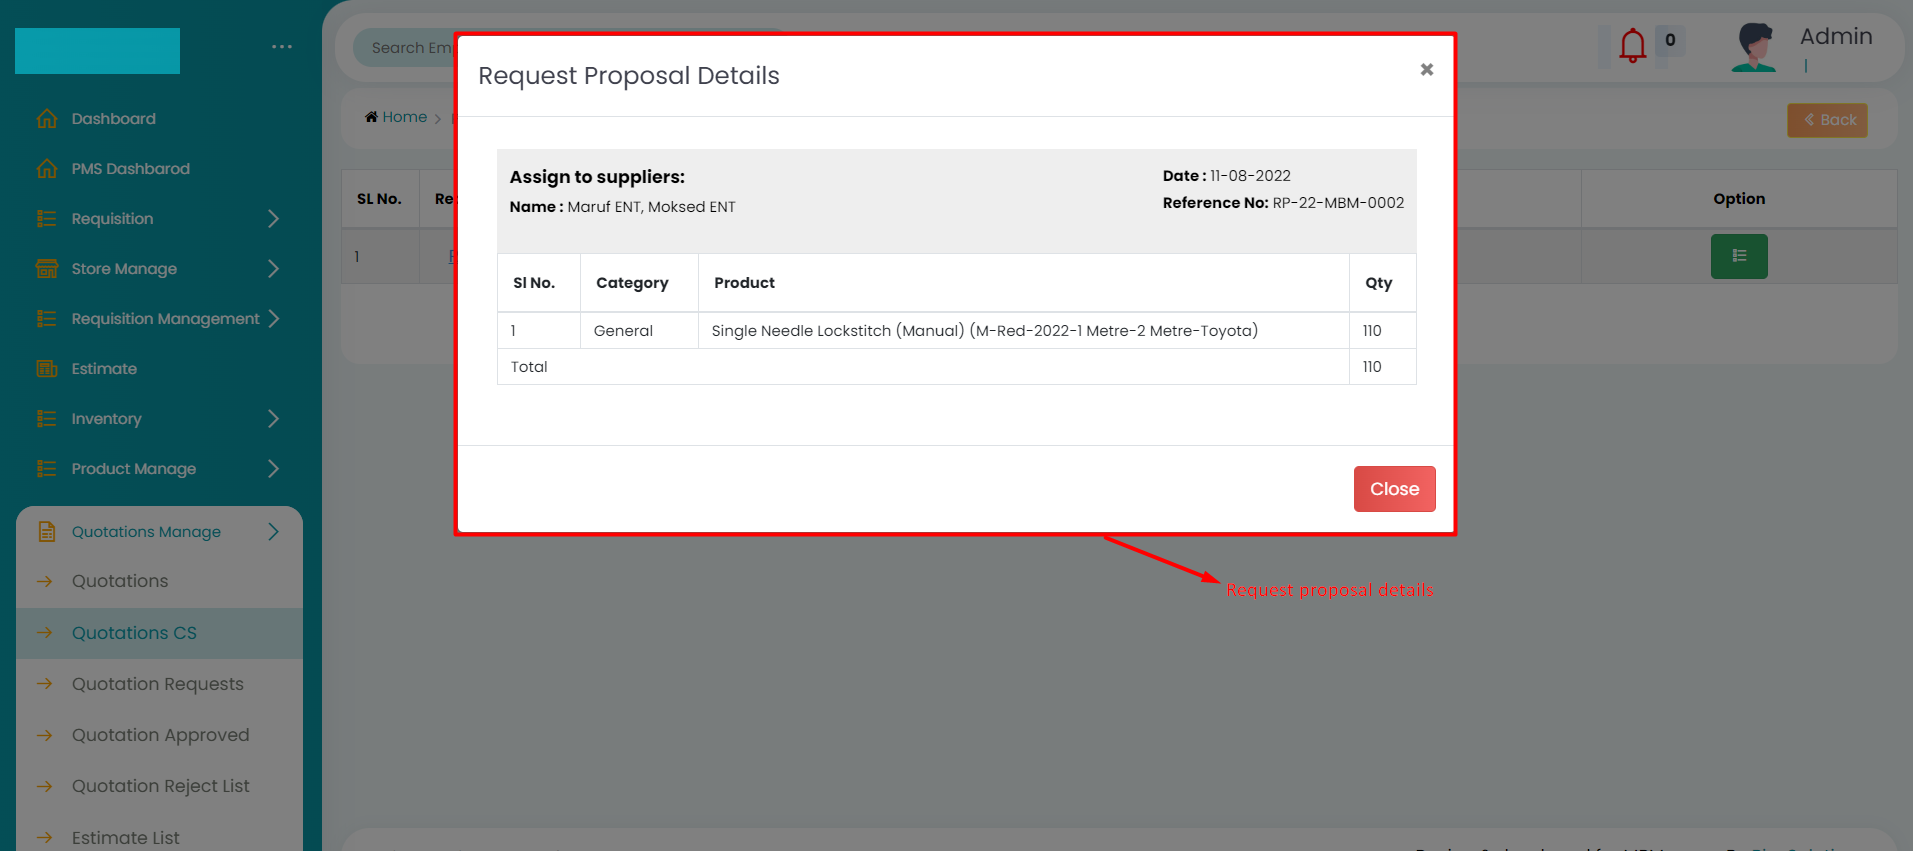 Search Em
0
Admin
Request Proposal Details
Dashboard
Home
Back
PMS Dashbarod
Assign to suppliers:
Date : 11-08-2022
Name : Maruf ENT, Moksed ENT
Reference No: RP-22-MBM-0002
SL No.
Re
Option
Requisition
1
Store Manage
Sl No.
Category
Product
Qty
Requisition Management
1
General
Single Needle Lockstitch (Manual) (M-Red-2022-1 Metre-2 Metre-Toyota)
110
Estimate
Total
110
Inventory
Product Manage
Close
Quotations Manage
Quotations
Request proposal details
Quotations CS
Quotation Requests
Quotation Approved
Quotation Reject List
Estimate List